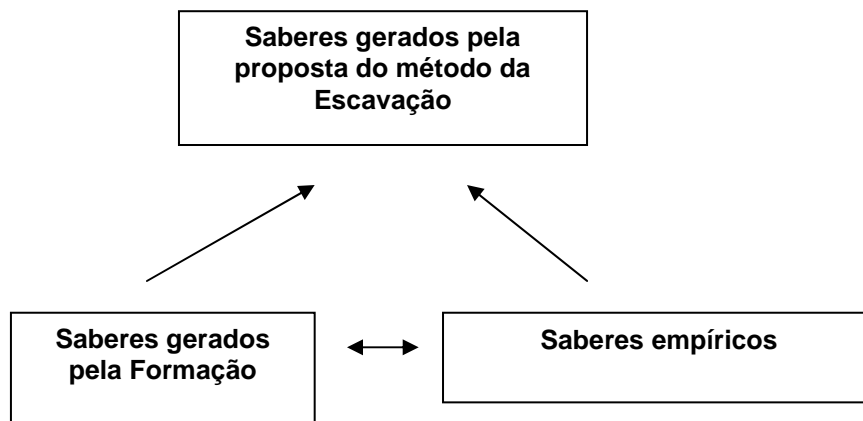 Saberes gerados pela
proposta do método da
Escavação
Saberes gerados
pela Formação
Saberes empíricos